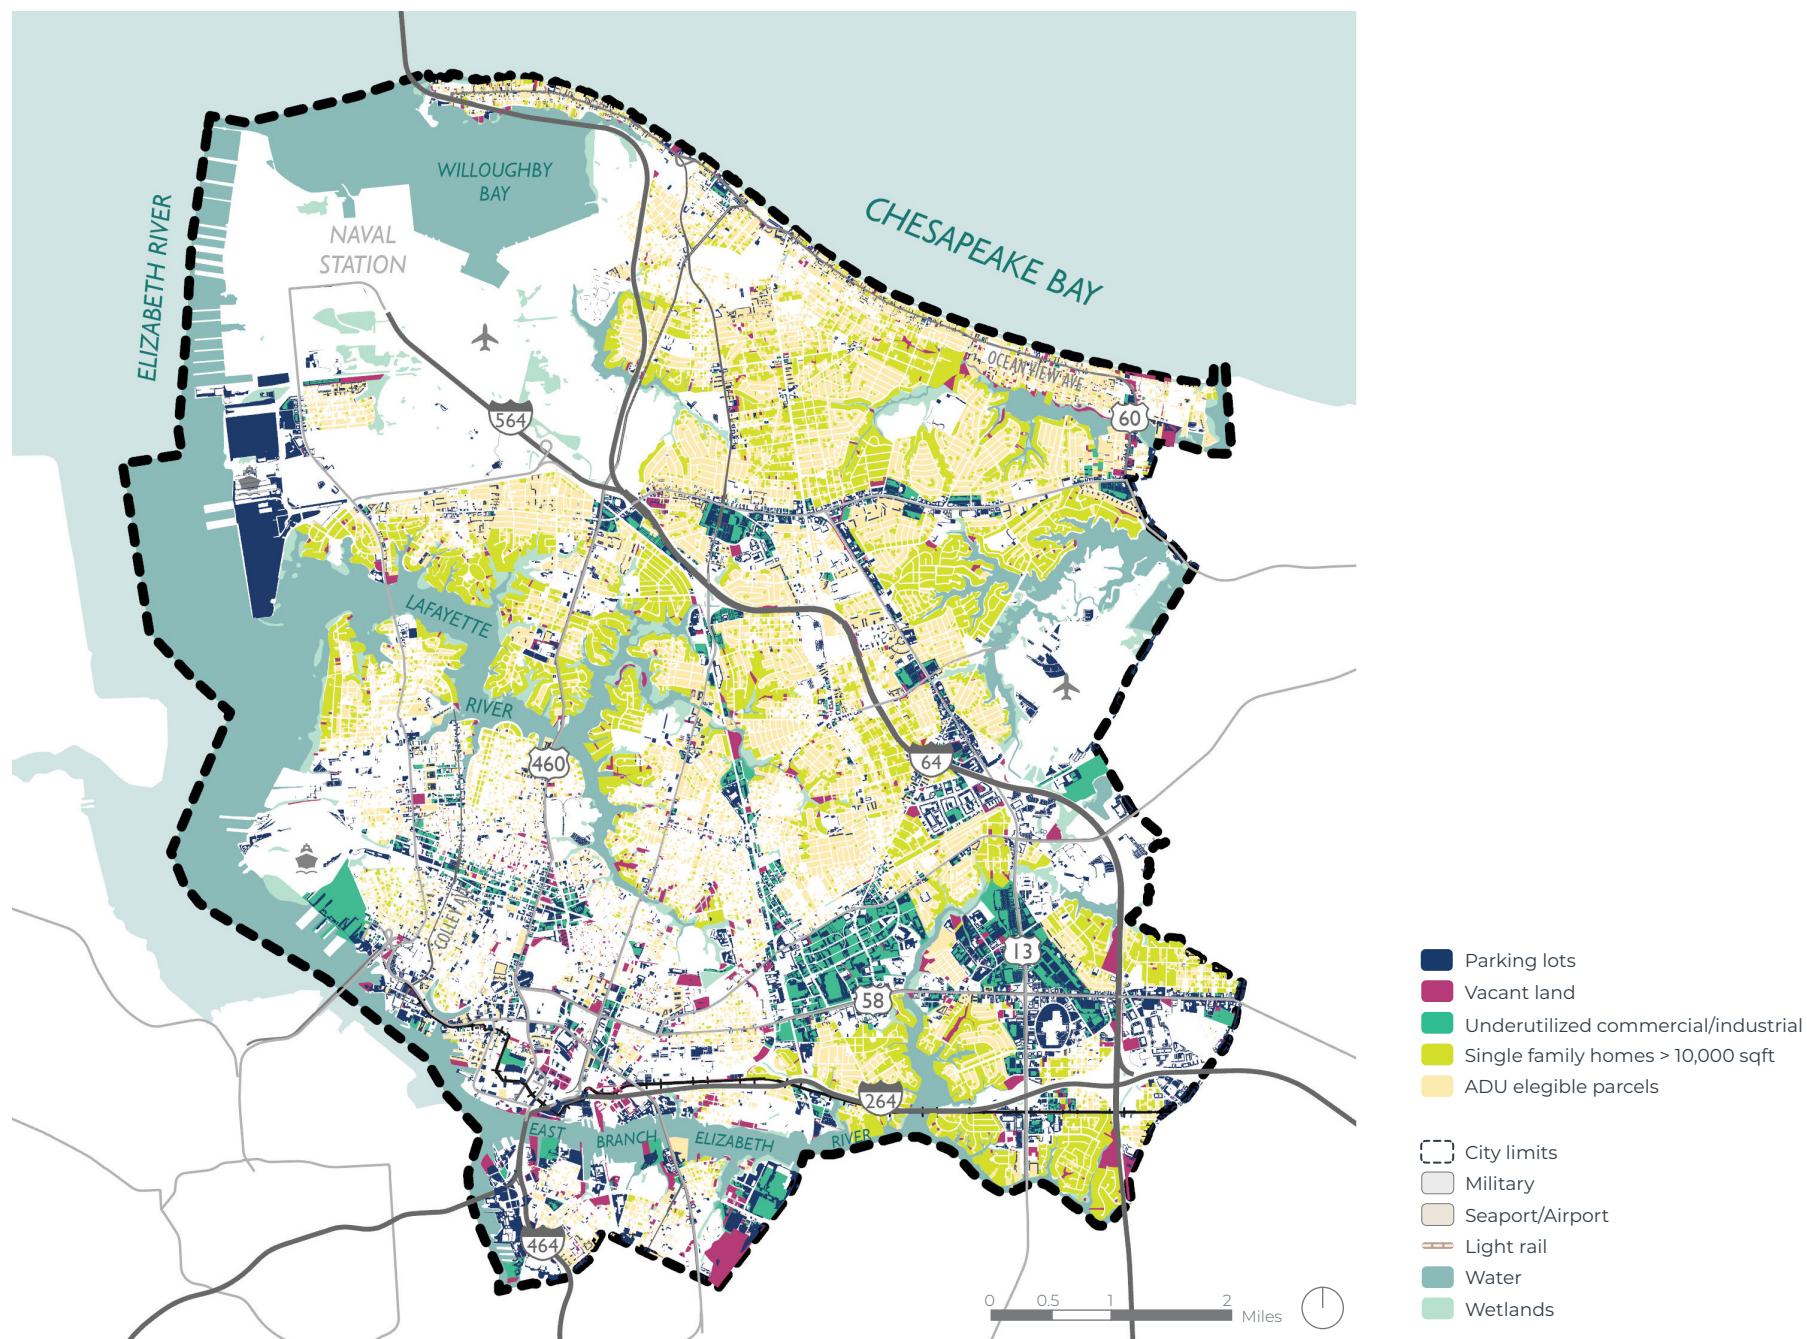 WILLOUGHBY
BAY
ELIZABETH RIVER
NAVAL
STATION
CHESAPEAKE BAY
OCEAN VIEW AVE
60
564
LAFAYETTE
RIVER
460
64
COLLEY AVE
13
58
264
EAST BRANCH ELIZABETH RIVER
464
Parking lots
Vacant land
Underutilized commercial/industrial
Single family homes > 10,000 sqft
ADU elegible parcels
City limits
Military
Seaport/Airport
Light rail
Water
Wetlands
0 0.5 1 2 Miles